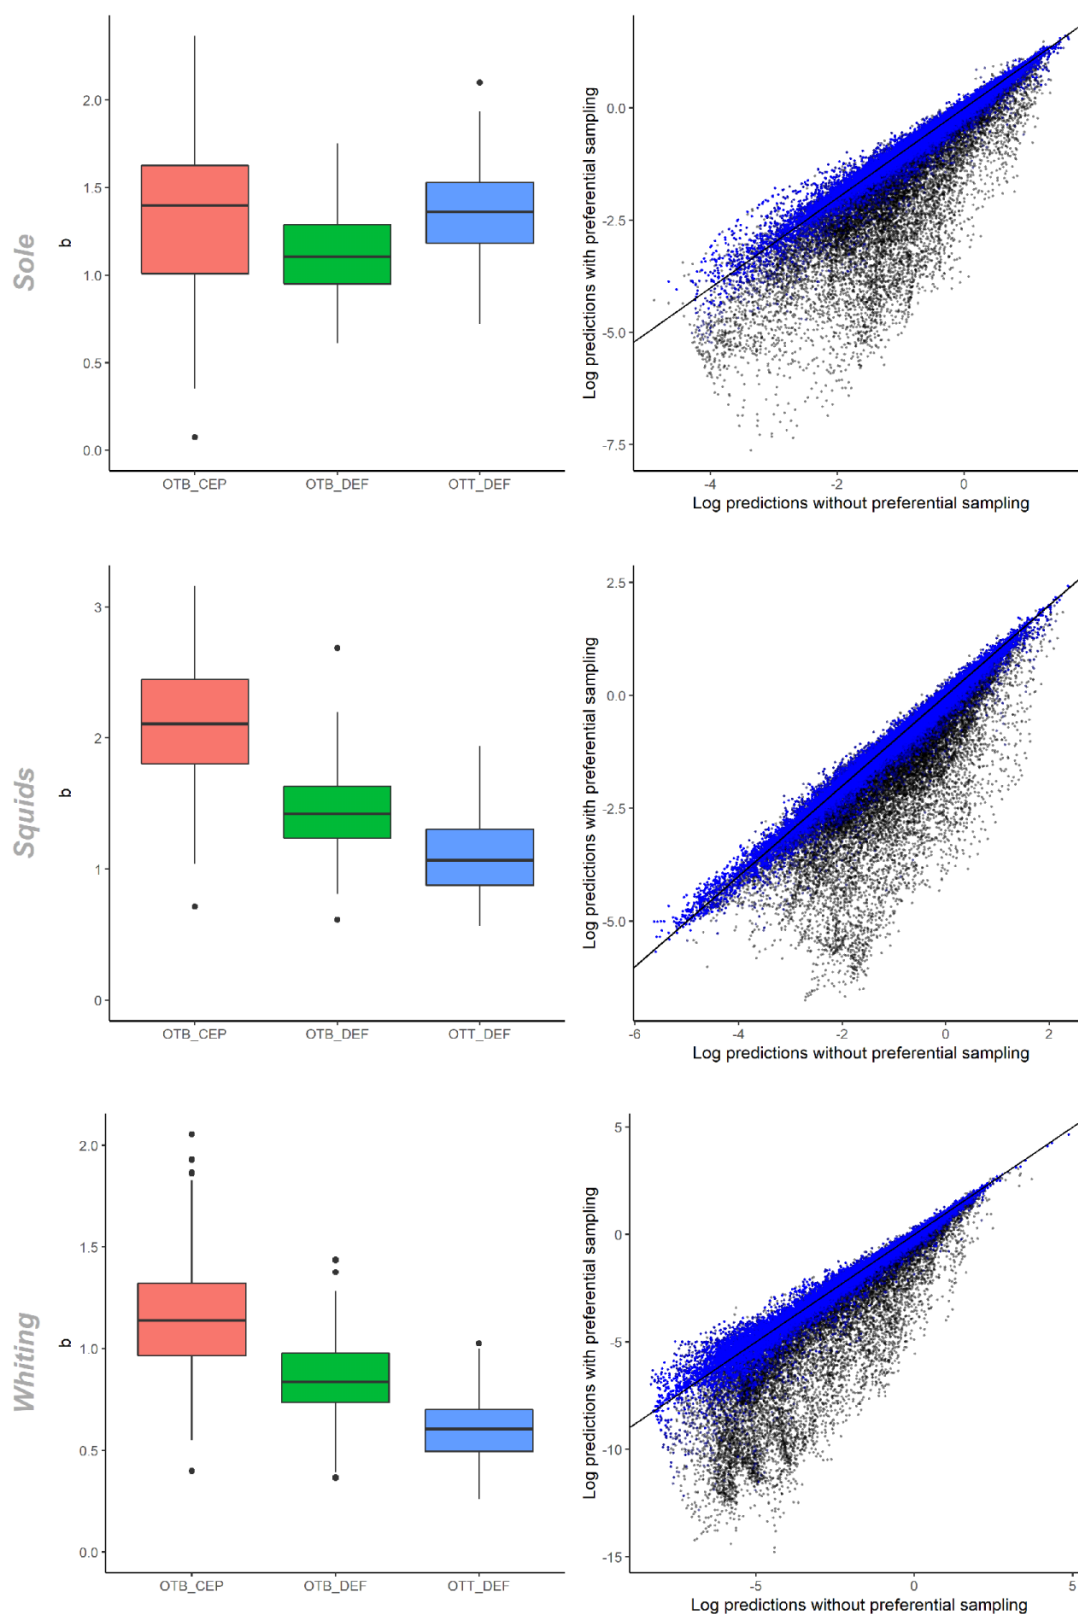 Sole
b
2.0
1.5
1.0
0.5
0.0
OTB_CEP OTB_DEF OTT_DEF
Log predictions with preferential sampling
0.0
-2.5
-5.0
-7.5
-4 -2 0
Log predictions without preferential sampling
Squids
b
3
2
1
0
OTB_CEP OTB_DEF OTT_DEF
Log predictions with preferential sampling
2.5
0.0
-2.5
-5.0
-6 -4 -2 0 2
Log predictions without preferential sampling
Whiting
b
2.0
1.5
1.0
0.5
0.0
OTB_CEP OTB_DEF OTT_DEF
Log predictions with preferential sampling
5
0
-5
-10
-15
-5 0 5
Log predictions without preferential sampling